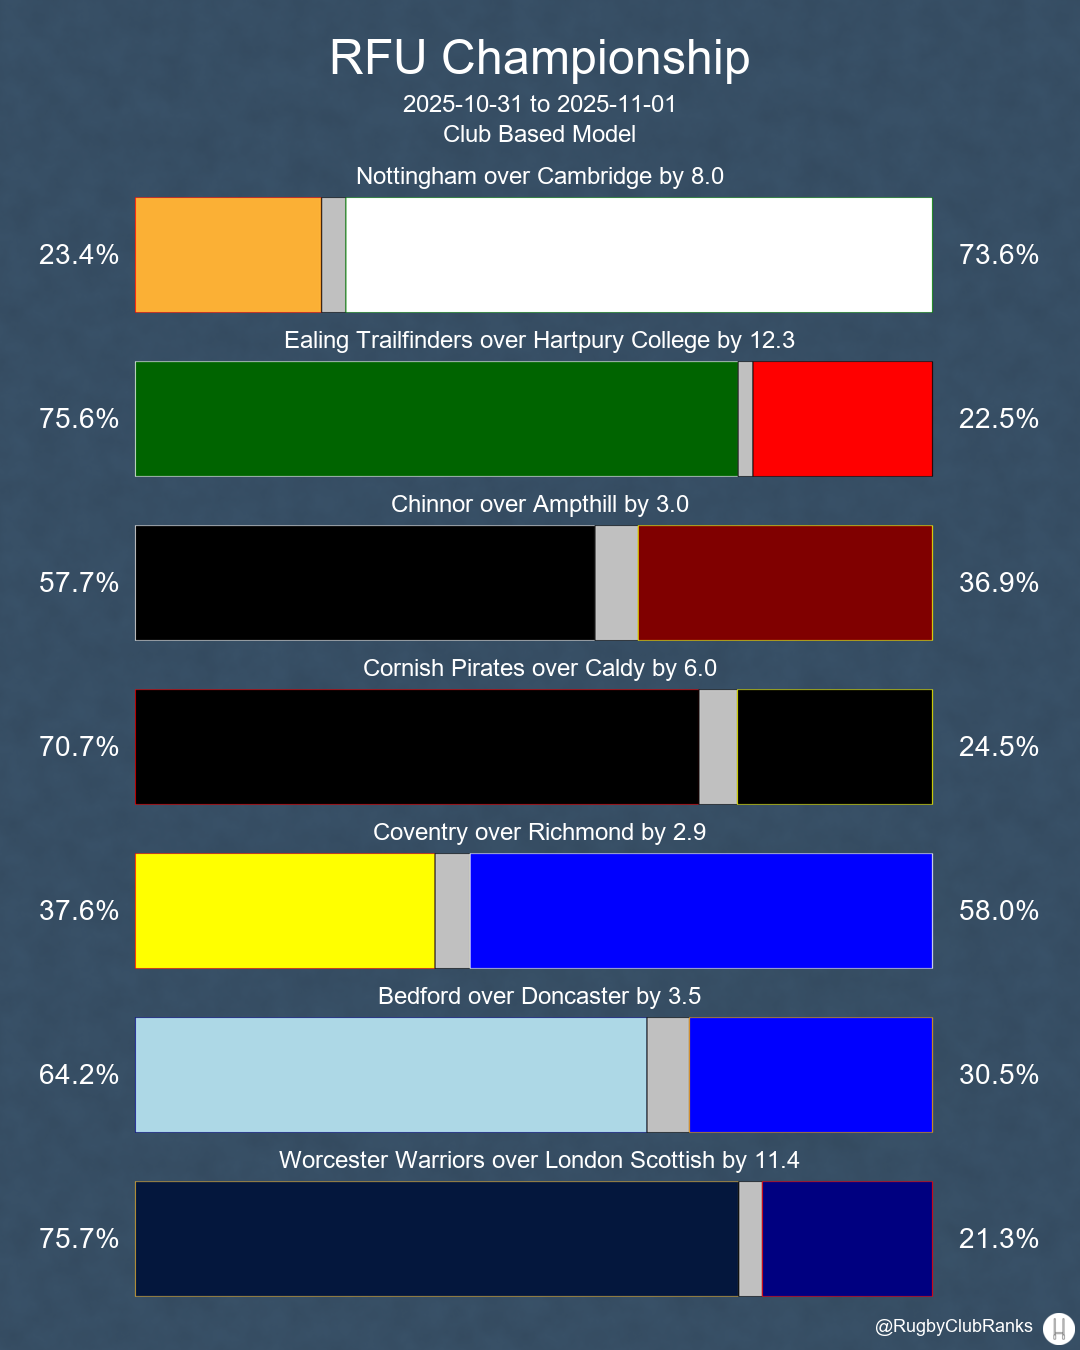 RFU Championship
2025-10-31 to 2025-11-01
Club Based Model
Nottingham over Cambridge by 8.0
23.4%
73.6%
Ealing Trailfinders over Hartpury College by 12.3
75.6%
22.5%
Chinnor over Ampthill by 3.0
57.7%
36.9%
Cornish Pirates over Caldy by 6.0
70.7%
24.5%
Coventry over Richmond by 2.9
37.6%
58.0%
Bedford over Doncaster by 3.5
64.2%
30.5%
Worcester Warriors over London Scottish by 11.4
75.7%
21.3%
@RugbyClubRanks